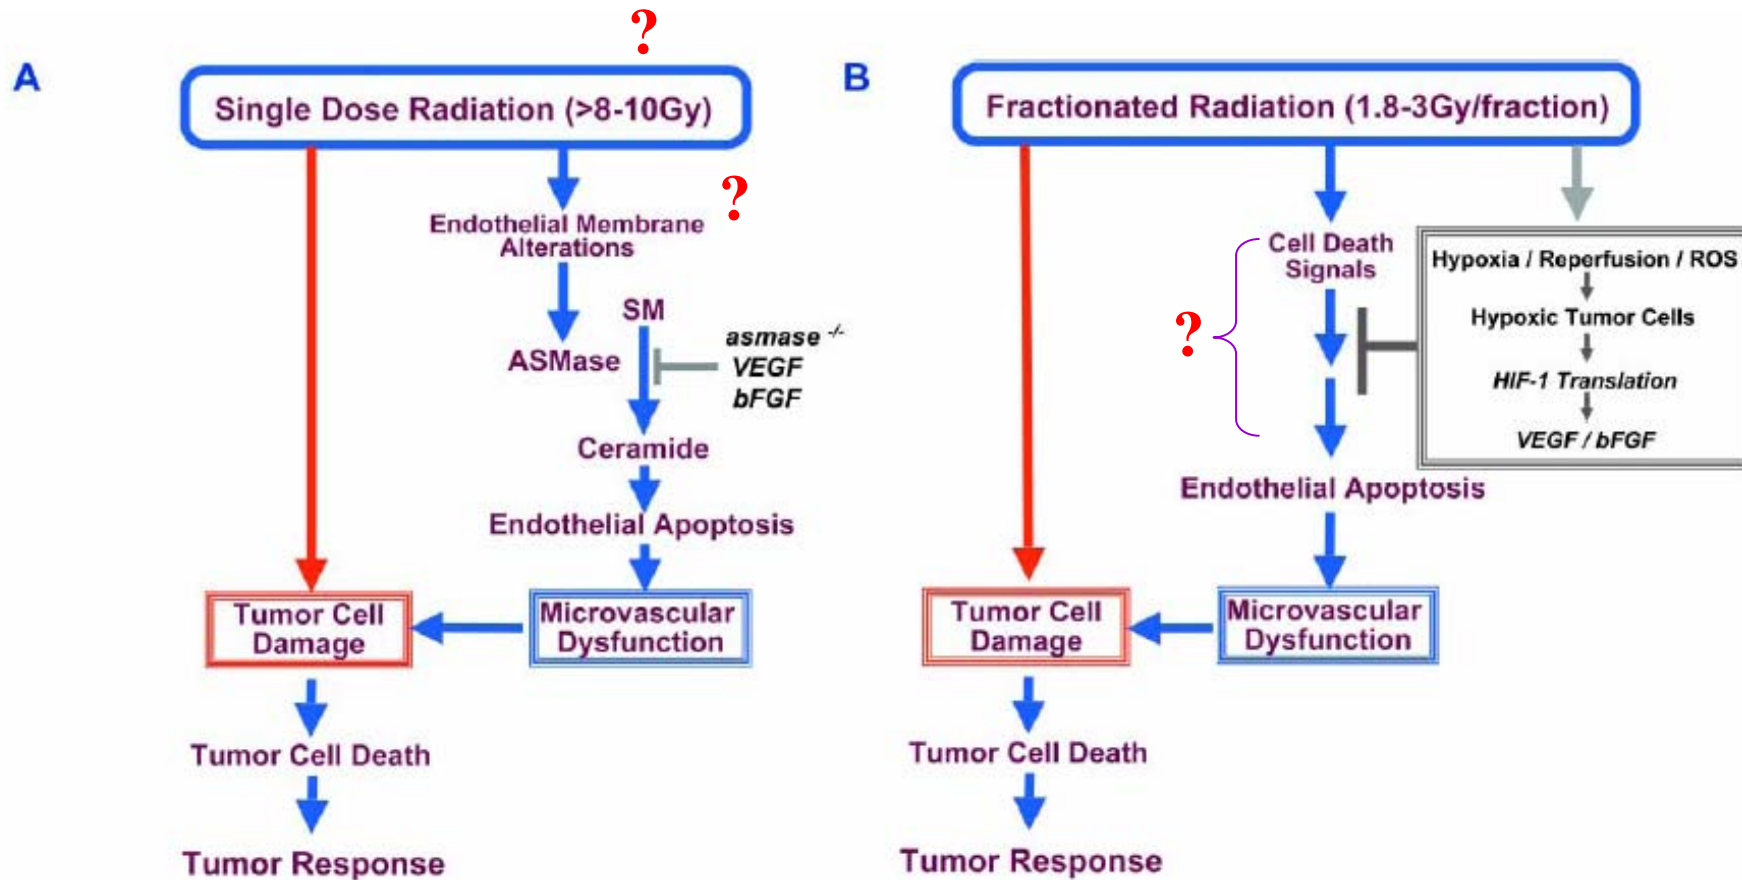 ?
A
Single Dose Radiation (>8-10Gy)
?
Endothelial Membrane
Alterations
SM
ASMase
asmase -/-
VEGF
bFGF
Ceramide
Endothelial Apoptosis
Tumor Cell
Damage
Microvascular
Dysfunction
Tumor Cell Death
Tumor Response
B
Fractionated Radiation (1.8-3Gy/fraction)
Cell Death
Signals
?
Hypoxia / Reperfusion / ROS
Hypoxic Tumor Cells
HIF-1 Translation
VEGF / bFGF
Endothelial Apoptosis
Tumor Cell
Damage
Microvascular
Dysfunction
Tumor Cell Death
Tumor Response